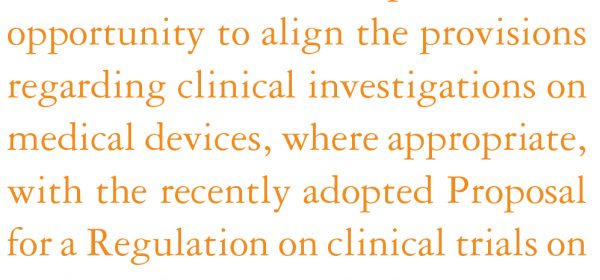 opportunity to align the provisions
regarding clinical investigations on
medical devices, where appropriate,
with the recently adopted Proposal
for a Regulation on clinical trials on